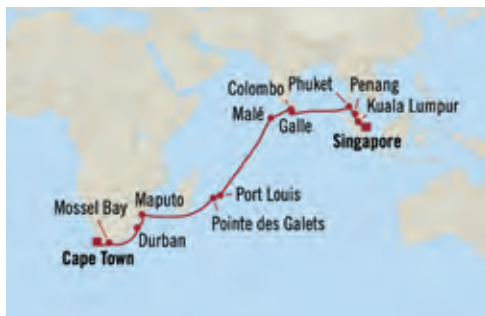 Colombo
Phuket
Penang
Kuala Lumpur
Malé
Galle
Singapore
Port Louis
Pointe des Galets
Maputo
Mossel Bay
Durban
Cape Town